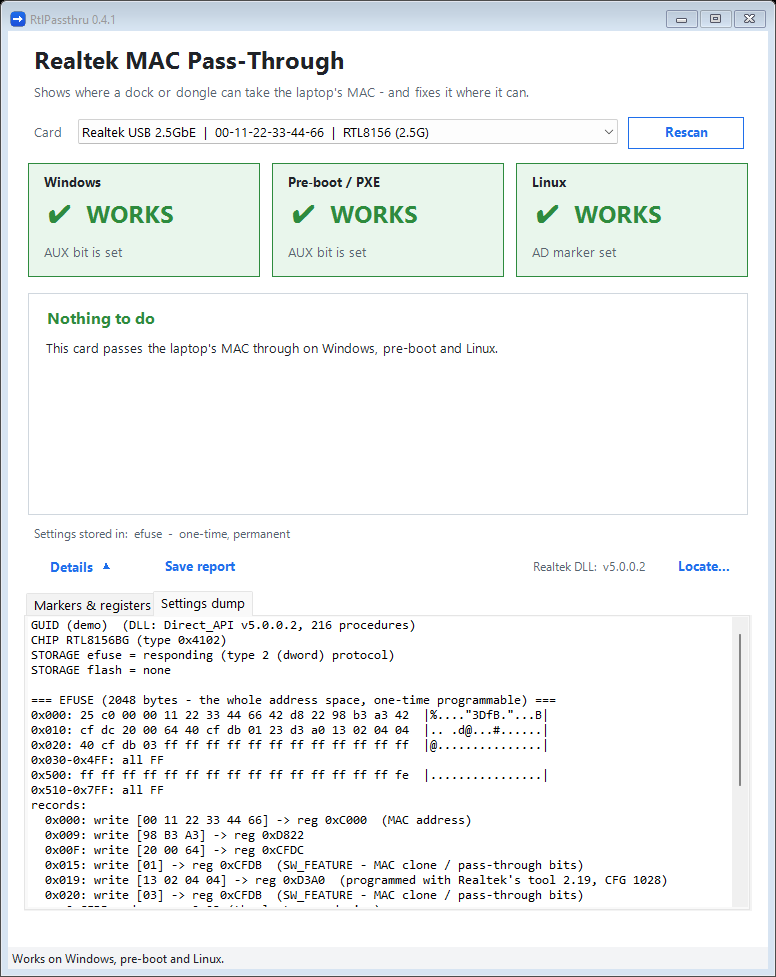 RtlPassthru 0.4.1
Realtek MAC Pass-Through
Shows where a dock or dongle can take the laptop's MAC - and fixes it where it can.
Card
Realtek USB 2.5GbE | 00-11-22-33-44-66 | RTL8156 (2.5G)
Rescan
Windows
✔ WORKS
AUX bit is set
Pre-boot / PXE
✔ WORKS
AUX bit is set
Linux
✔ WORKS
AD marker set
Nothing to do
This card passes the laptop's MAC through on Windows, pre-boot and Linux.
Settings stored in: efuse - one-time, permanent
Details ▲
Save report
Realtek DLL: v5.0.0.2
Locate...
Markers & registers
Settings dump
GUID (demo)  (DLL: Direct_API v5.0.0.2, 216 procedures)
CHIP RTL8156BG (type 0x4102)
STORAGE efuse = responding (type 2 (dword) protocol)
STORAGE flash = none
=== EFUSE (2048 bytes - the whole address space, one-time programmable) ===
0x000: 25 c0 00 00 11 22 33 44 66 42 d8 22 98 b3 a3 42  |%...."3DfB."...B|
0x010: cf dc 20 00 64 40 cf db 01 23 d3 a0 13 02 04 04  |.. .d@...#......|
0x020: 40 cf db 03 ff ff ff ff ff ff ff ff ff ff ff ff  |@...............|
0x030-0x4FF: all FF
0x500: ff ff ff ff ff ff ff ff ff ff ff ff ff ff ff fe  |................|
0x510-0x7FF: all FF
records:
0x000: write [00 11 22 33 44 66] -> reg 0xC000  (MAC address)
0x009: write [98 B3 A3] -> reg 0xD822
0x00F: write [20 00 64] -> reg 0xCFDC
0x015: write [01] -> reg 0xCFDB  (SW_FEATURE - MAC clone / pass-through bits)
0x019: write [13 02 04 04] -> reg 0xD3A0  (programmed with Realtek's tool 2.19, CFG 1028)
0x020: write [03] -> reg 0xCFDB  (SW_FEATURE - MAC clone / pass-through bits)
Works on Windows, pre-boot and Linux.